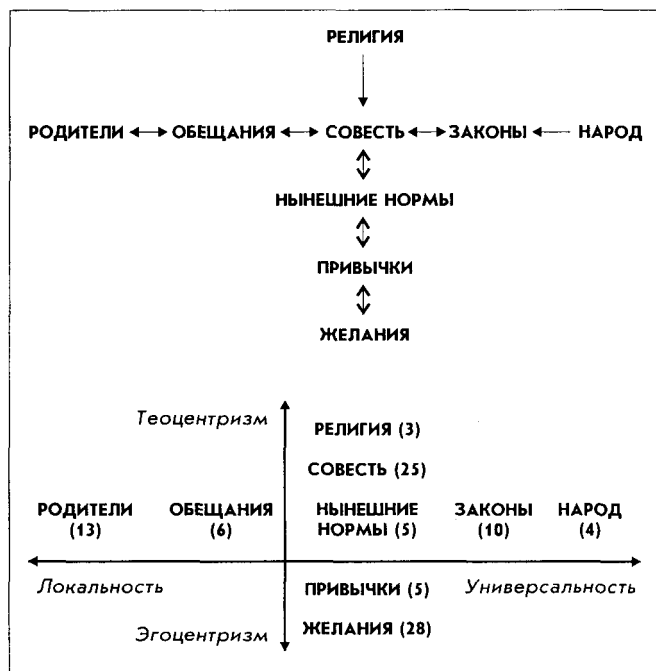 РЕЛИГИЯ
РОДИТЕЛИ ОБЕЩАНИЯ СОВЕСТЬ ЗАКОНЫ НАРОД
НЫНЕШНИЕ НОРМЫ
ПРИВЫЧКИ
ЖЕЛАНИЯ
Теоцентризм
РЕЛИГИЯ (3)
СОВЕСТЬ (25)
РОДИТЕЛИ ОБЕЩАНИЯ НЫНЕШНИЕ ЗАКОНЫ НАРОД
(13) (6) НОРМЫ (5) (10) (4)
Локальность ПРИВЫЧКИ (5) Универсальность
Эгоцентризм ЖЕЛАНИЯ (28)